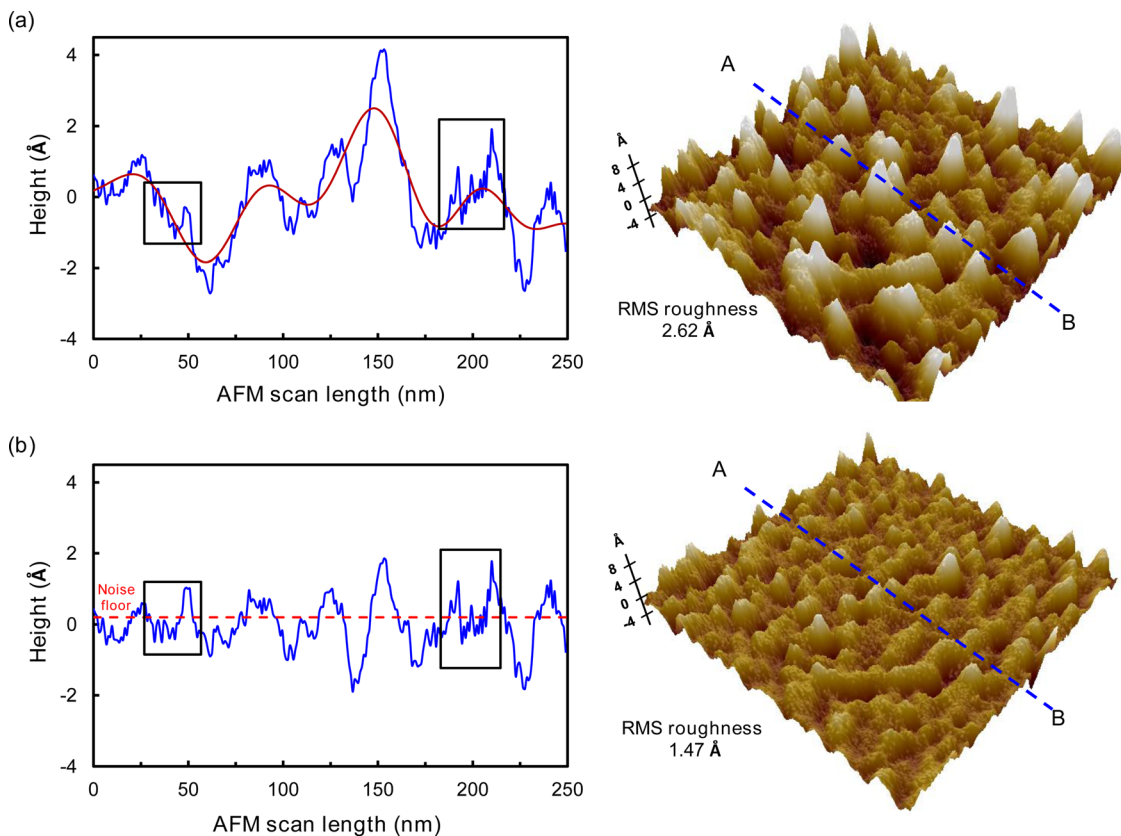 (a)
Height (Å)
4
2
0
-2
-4
0
50
100
150
200
250
AFM scan length (nm)
A
B
Å
8
4
0
-4
RMS roughness
2.62 Å
(b)
Height (Å)
4
2
0
-2
-4
Noise
floor
0
50
100
150
200
250
AFM scan length (nm)
A
B
Å
8
4
0
-4
RMS roughness
1.47 Å